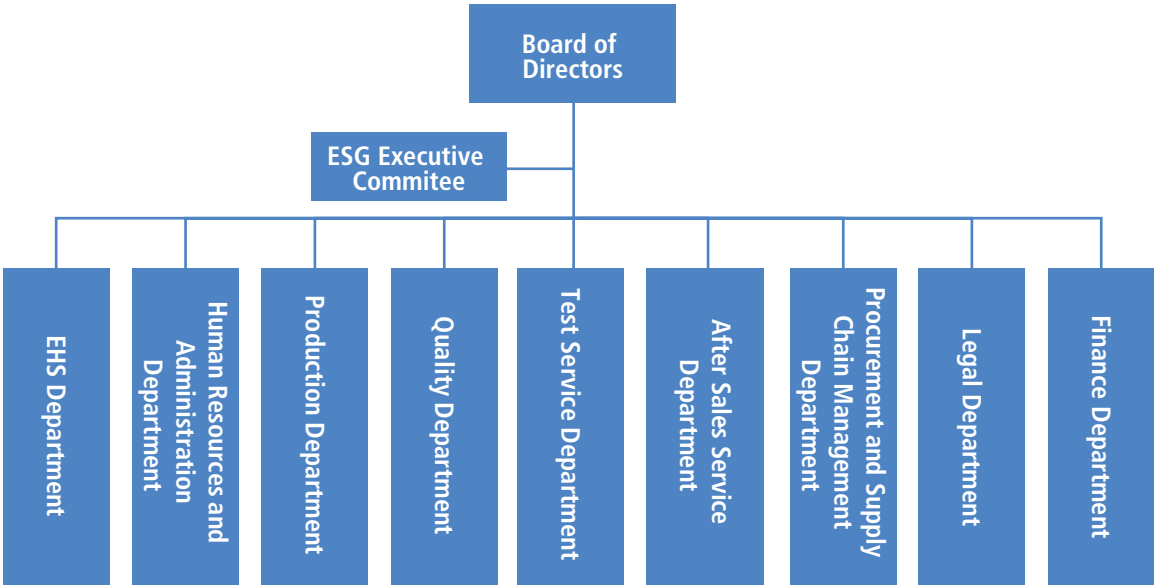 Board of
Directors
ESG Executive
Commitee
EHS Department
Human Resources and
Administration
Department
Production Department
Quality Department
Test Service Department
After Sales Service
Department
Procurement and Supply
Chain Management
Department
Legal Department
Finance Department